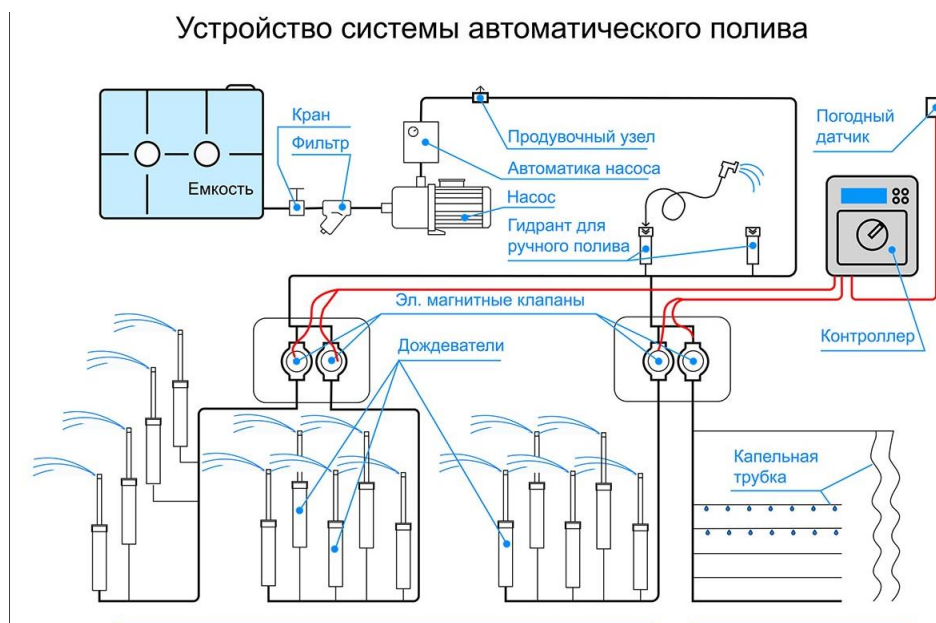 Устройство системы автоматического полива
Кран
Фильтр
Емкость
Продувочный узел
Автоматика насоса
Насос
Гидрант для
ручного полива
Погодный
датчик
Эл. магнитные клапаны
Контроллер
Дождеватели
Капельная
трубка